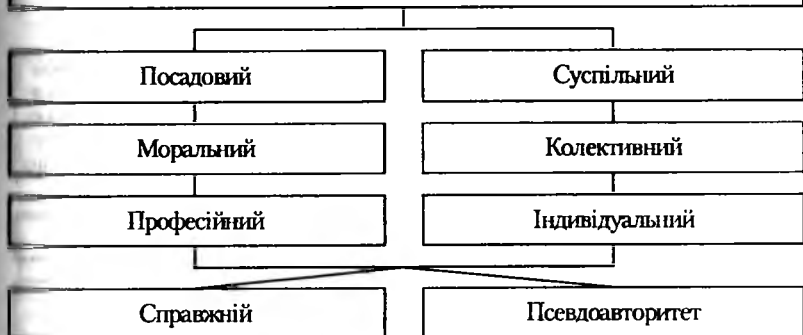 Посадовий
Суспільний
Моральний
Колективний
Професійний
Індивідуальний
Справжній
Псевдоавторитет